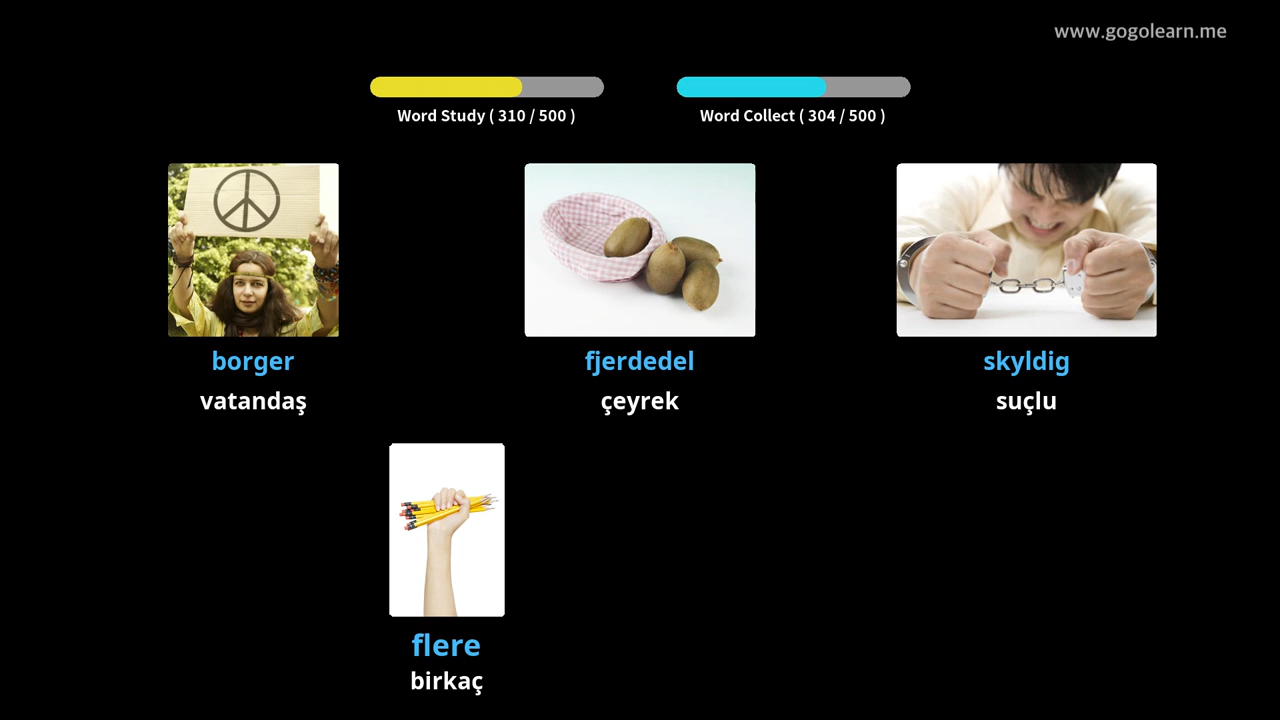 www.gogolearn.me
Word Study ( 310 / 500 )
Word Collect ( 304 / 500 )
borger
vatandaş
fjerdedel
çeyrek
skyldig
suçlu
flere
birkaç